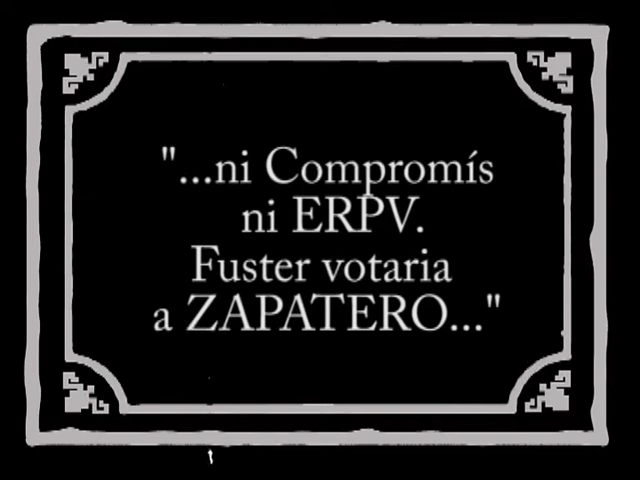 "...ni Compromís
ni ERPV.
Fuster votaria
a ZAPATERO..."